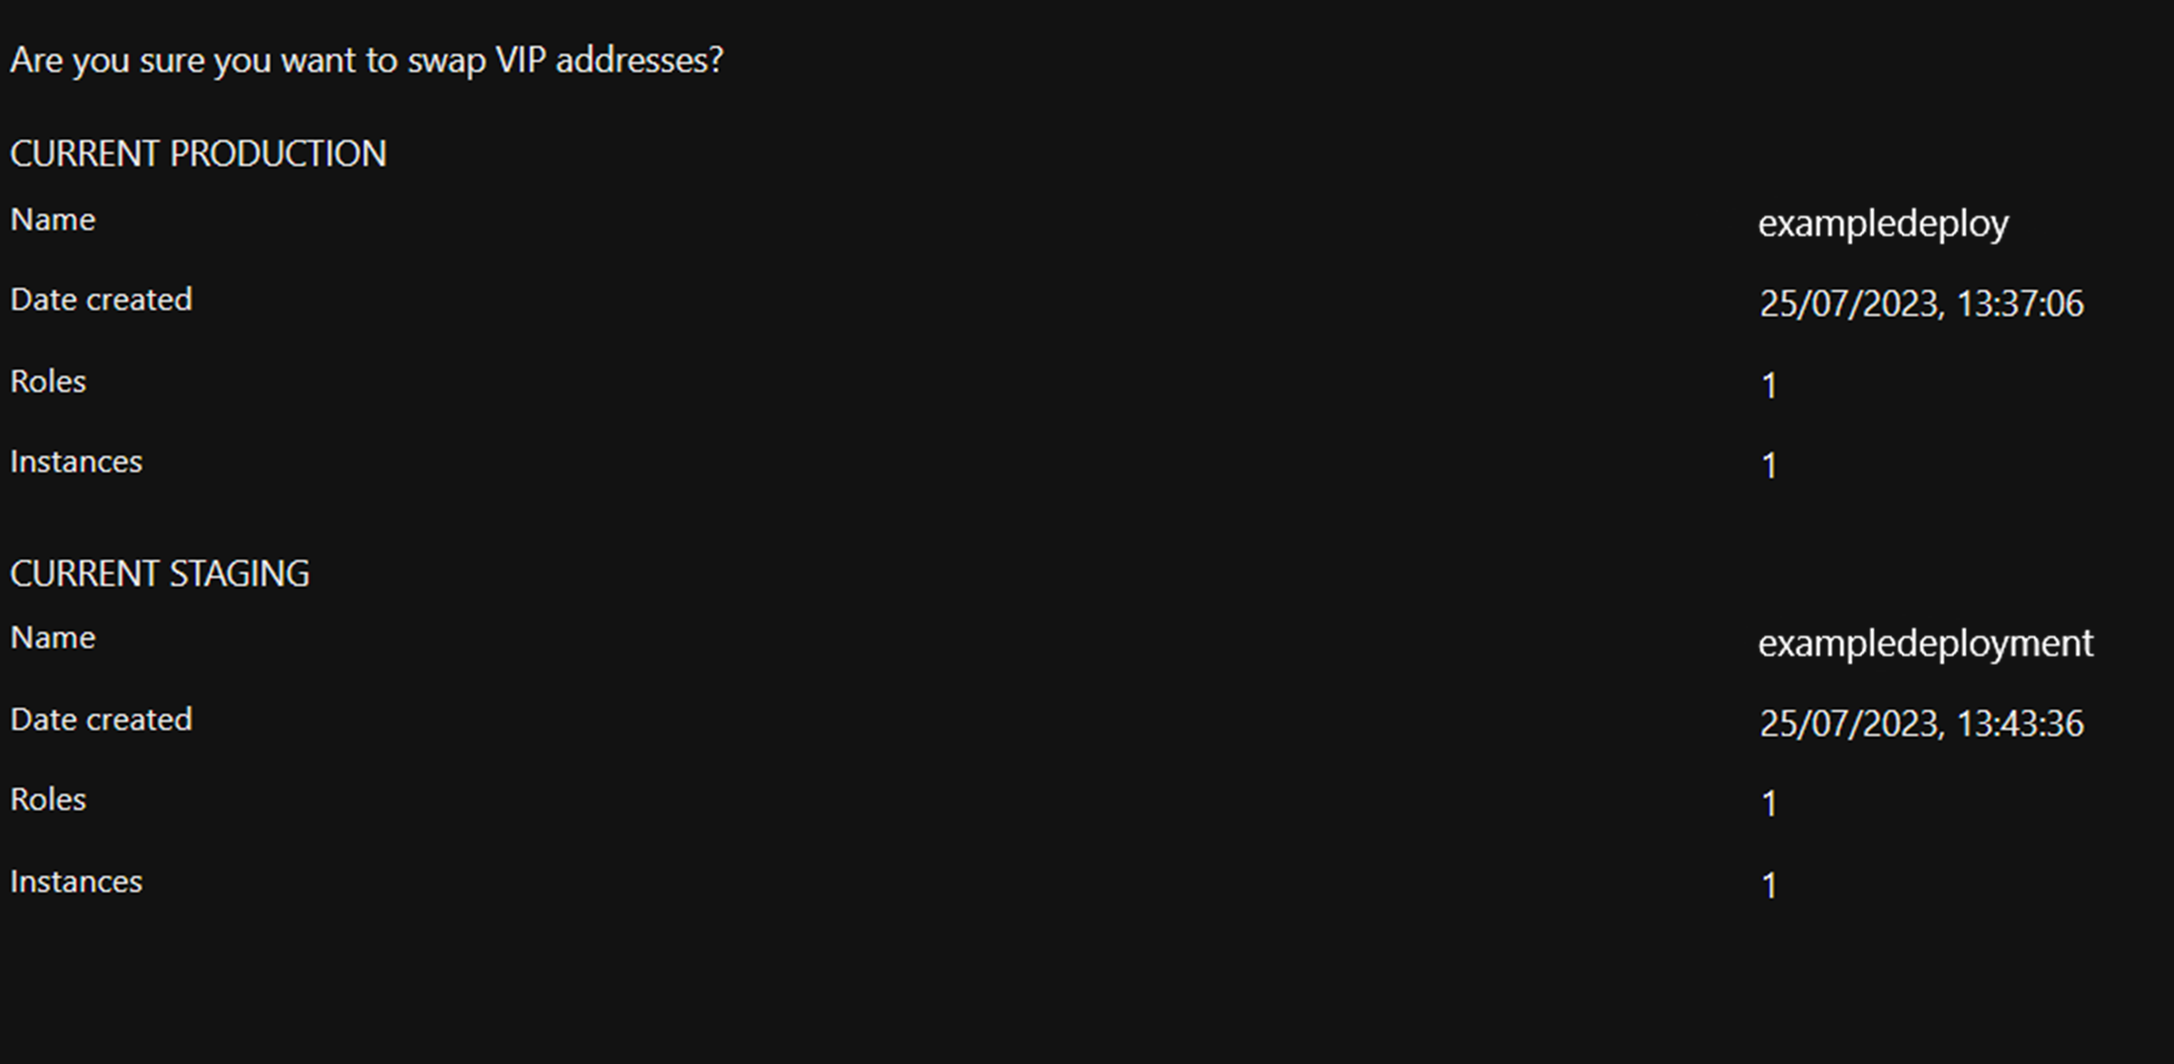 Are you sure you want to swap VIP addresses?
CURRENT PRODUCTION
Name exampledeploy
Date created 25/07/2023, 13:37:06
Roles 1
Instances 1
CURRENT STAGING
Name exampledeployment
Date created 25/07/2023, 13:43:36
Roles 1
Instances 1